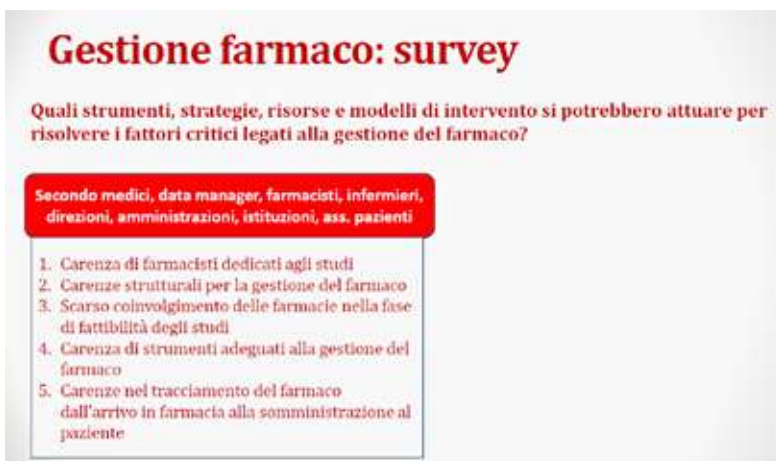 Gestione farmaco: survey
Quali strumenti, strategie, risorse e modelli di intervento si potrebbero attuare per
risolvere i fattori critici legati alla gestione del farmaco?
Secondo medici, data manager, farmacisti, infermieri,
direzioni, amministrazioni, istituzioni, ass. pazienti
1. Carenza di farmacisti dedicati agli studi
2. Carenze strutturali per la gestione del farmaco
3. Scarso coinvolgimento delle farmacie nella fase
di fattibilità degli studi
4. Carenza di strumenti adeguati alla gestione del
farmaco
5. Carenze nel tracciamento del farmaco
dall'arrivo in farmacia alla somministrazione al
paziente